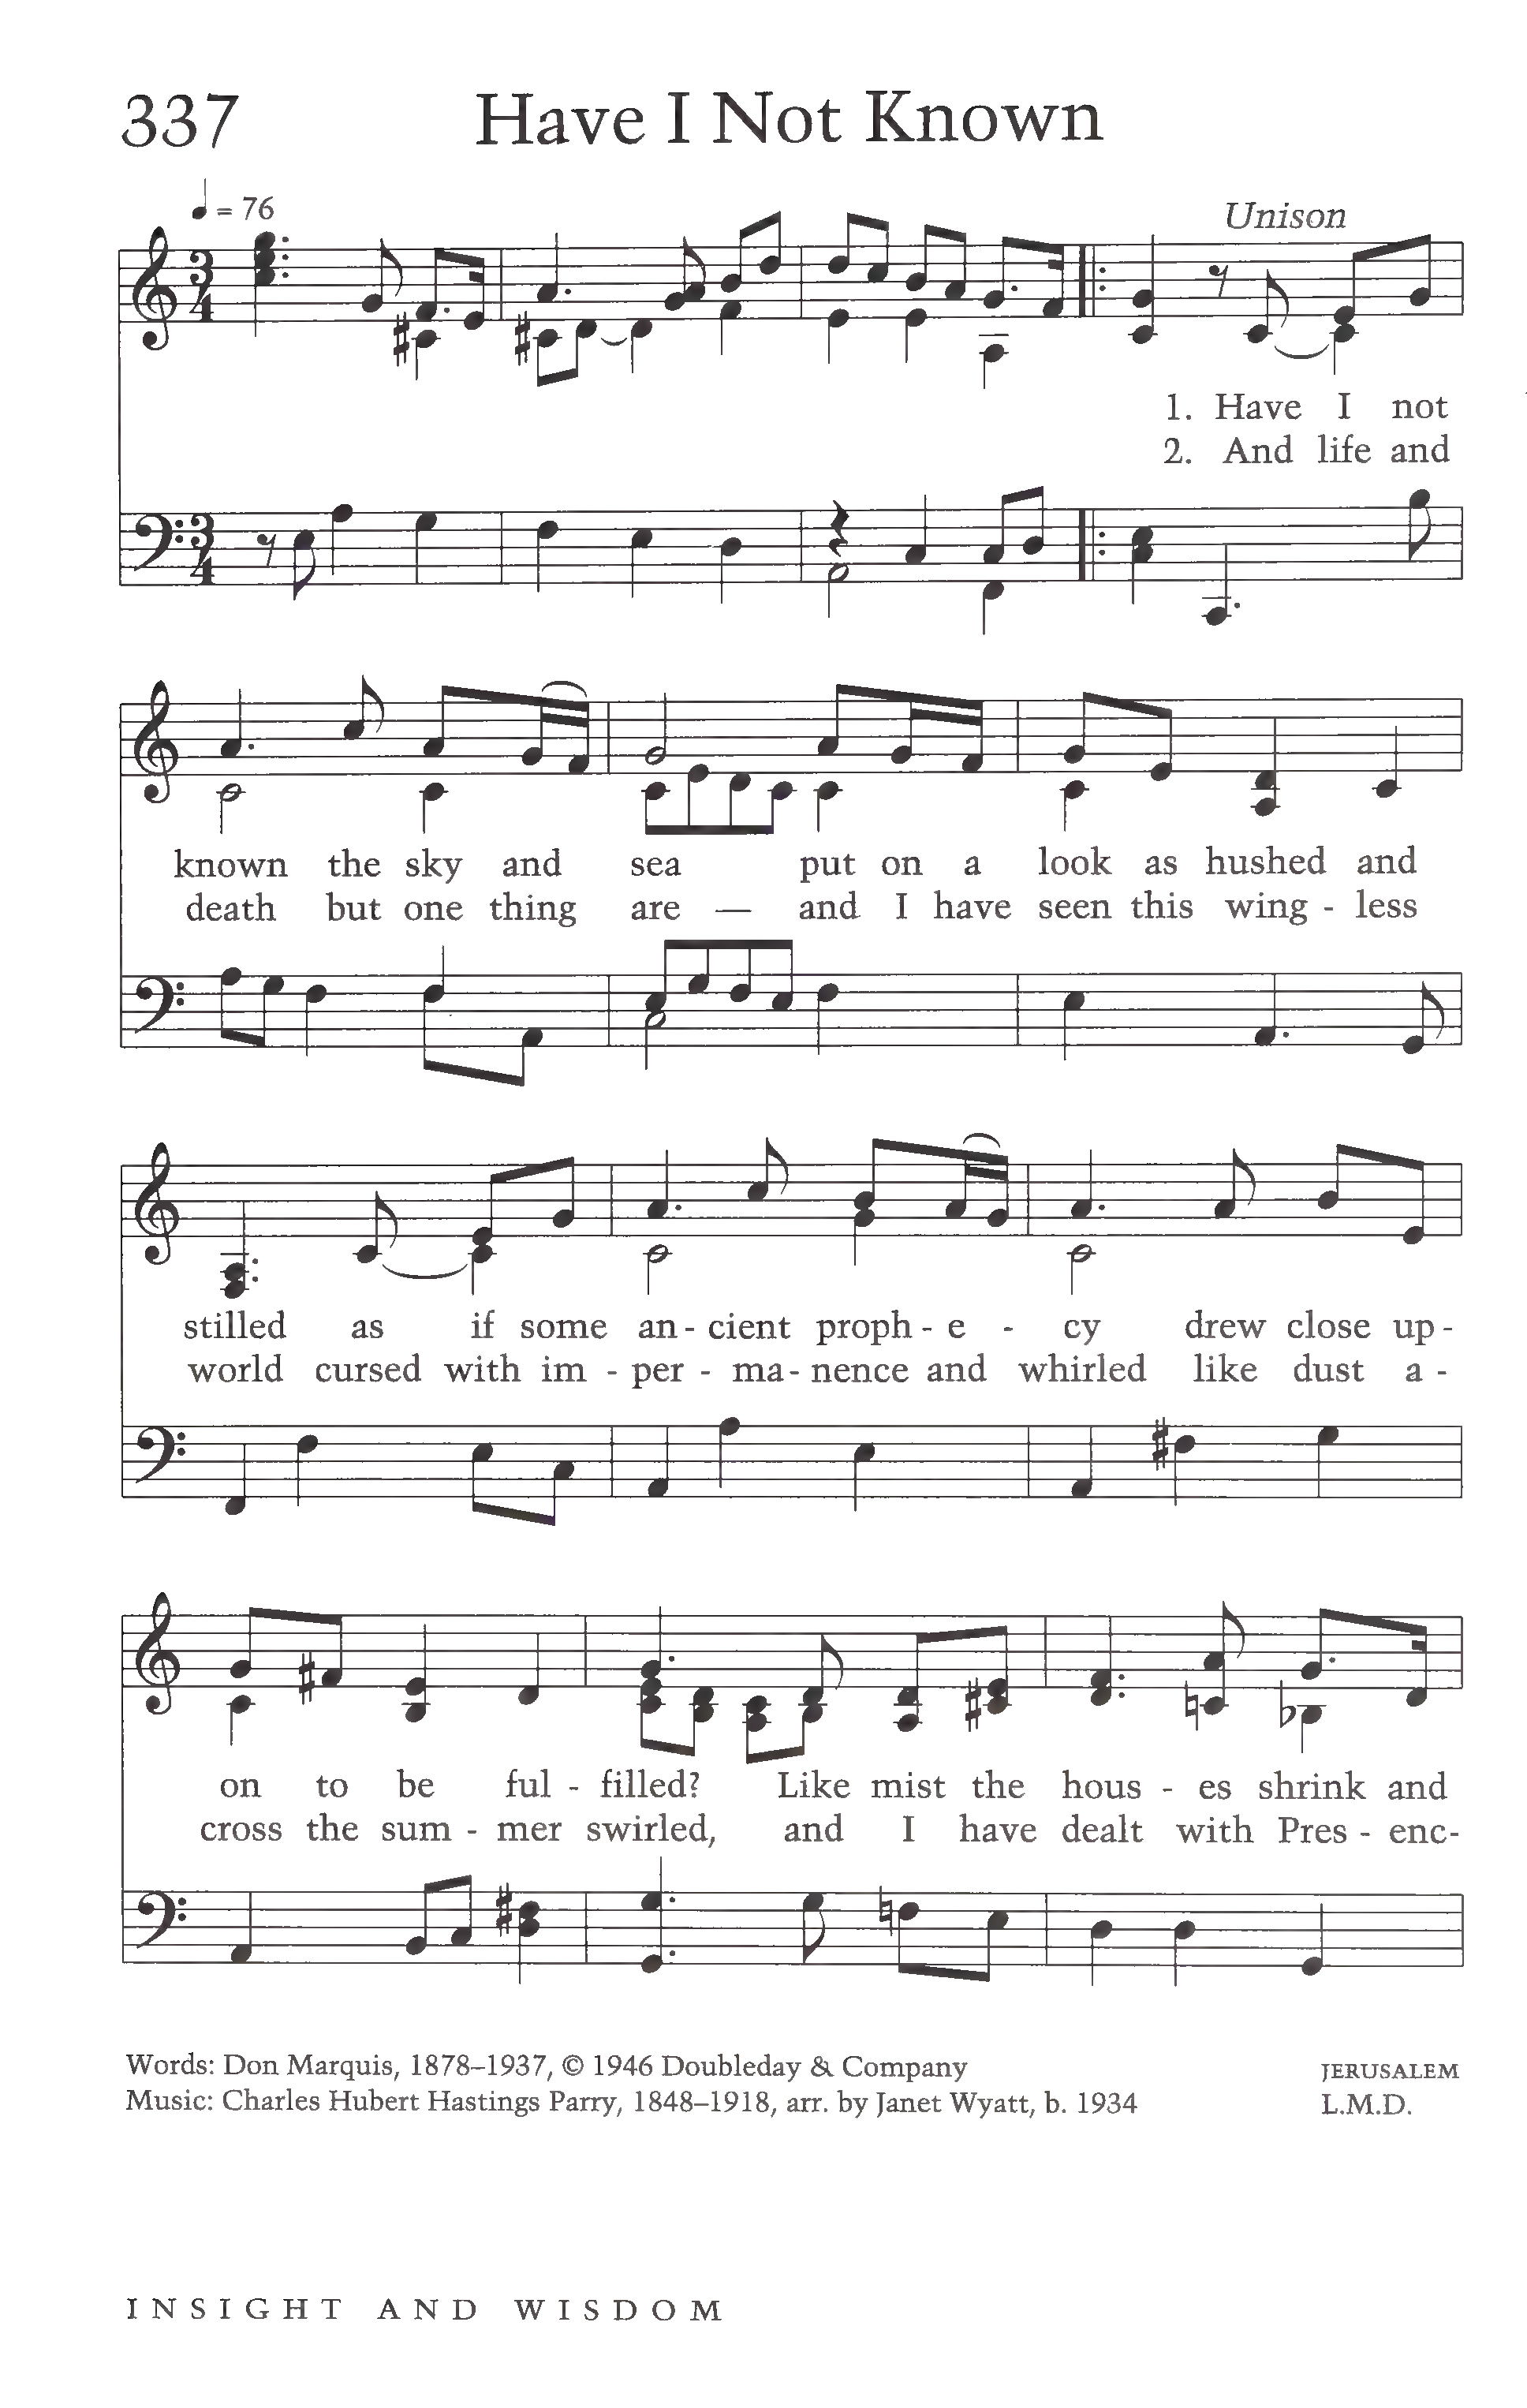 337 Have I Not Known
= 76
Unison
1. Have I not
2. And life and
known the sky and sea put on a look as hushed and
death but one thing are — and I have seen this wing - less
stilled as if some an - cient proph - e - cy drew close up -
world cursed with im - per - ma - nence and whirled like dust a -
on to be ful - filled? Like mist the hous - es shrink and
cross the sum - mer swirled, and I have dealt with Pres - enc-
Words: Don Marquis, 1878–1937, © 1946 Doubleday & Company JERUSALEM
Music: Charles Hubert Hastings Parry, 1848–1918, arr. by Janet Wyatt, b. 1934 L.M.D.
INSIGHT AND WISDOM